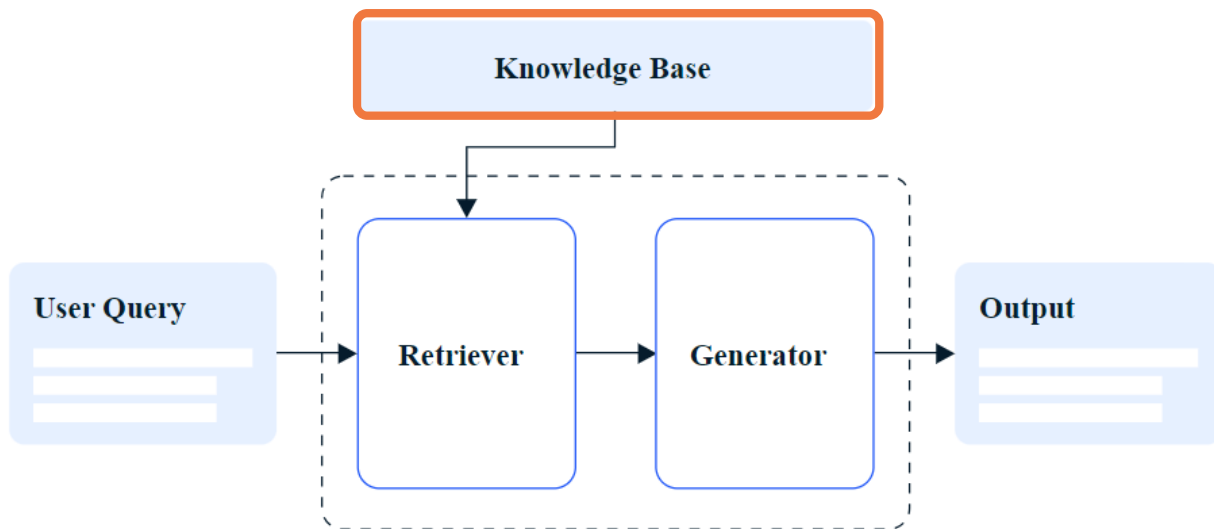 Knowledge Base
User Query
Retriever
Generator
Output